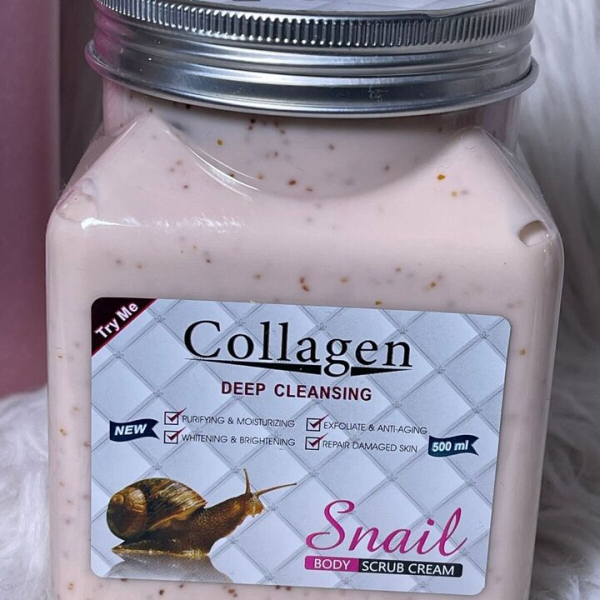 Try Me
Collagen
DEEP CLEANSING
NEW
PURIFYING & MOISTURIZING
EXFOLIATE & ANTI-AGING
WHITENING & BRIGHTENING
REPAIR DAMAGED SKIN
500 ml
Snail
BODY SCRUB CREAM